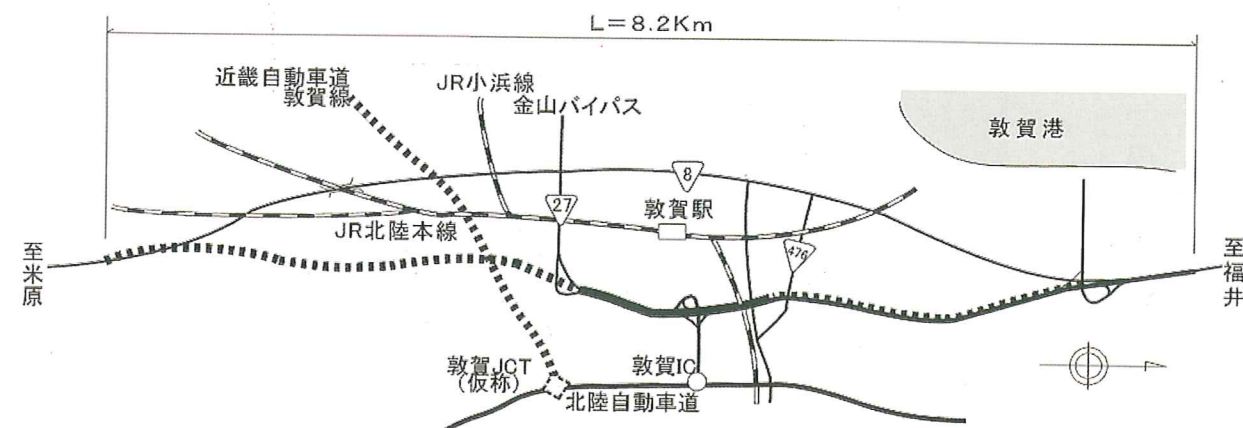 L=8.2Km
近畿自動車道
敦賀線
JR小浜線
金山バイパス
敦賀港
8
27
敦賀駅
JR北陸本線
476
至米原
至福井
敦賀JCT
(仮称)
敦賀IC
北陸自動車道